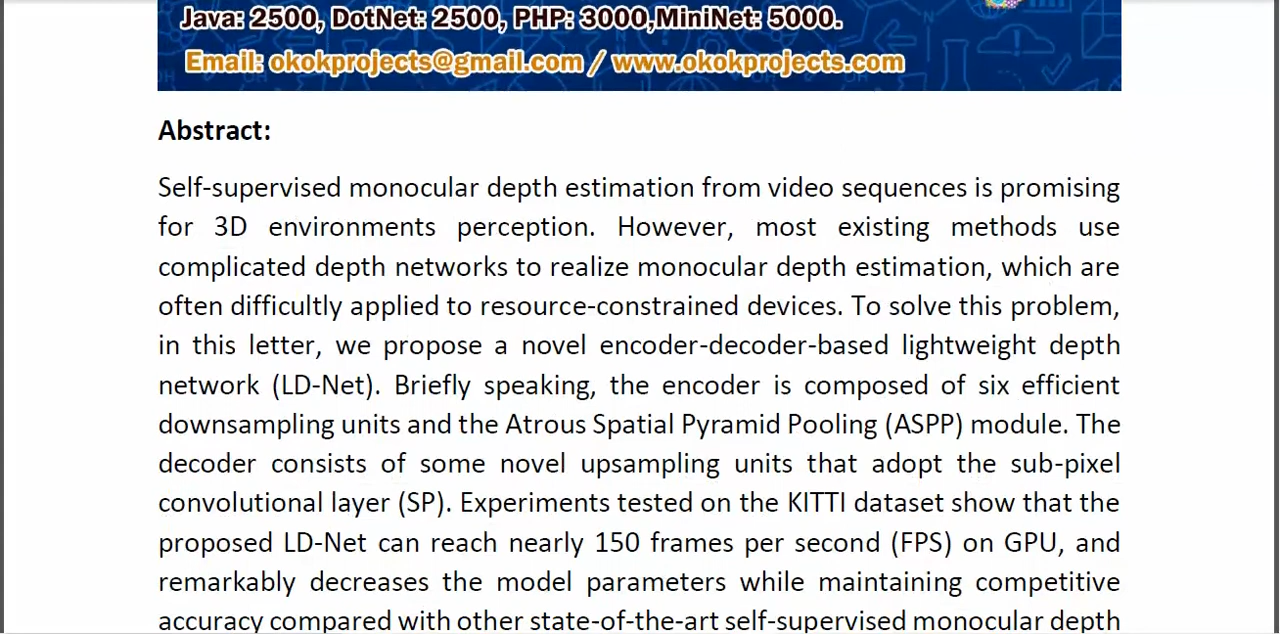 Java: 2500, DotNet: 2500, PHP: 3000,MiniNet: 5000.
Email: okokprojects@gmail.com / www.okokprojects.com
Abstract:
Self-supervised monocular depth estimation from video sequences is promising
for 3D environments perception. However, most existing methods use
complicated depth networks to realize monocular depth estimation, which are
often difficultly applied to resource-constrained devices. To solve this problem,
in this letter, we propose a novel encoder-decoder-based lightweight depth
network (LD-Net). Briefly speaking, the encoder is composed of six efficient
downsampling units and the Atrous Spatial Pyramid Pooling (ASPP) module. The
decoder consists of some novel upsampling units that adopt the sub-pixel
convolutional layer (SP). Experiments tested on the KITTI dataset show that the
proposed LD-Net can reach nearly 150 frames per second (FPS) on GPU, and
remarkably decreases the model parameters while maintaining competitive
accuracy compared with other state-of-the-art self-supervised monocular depth